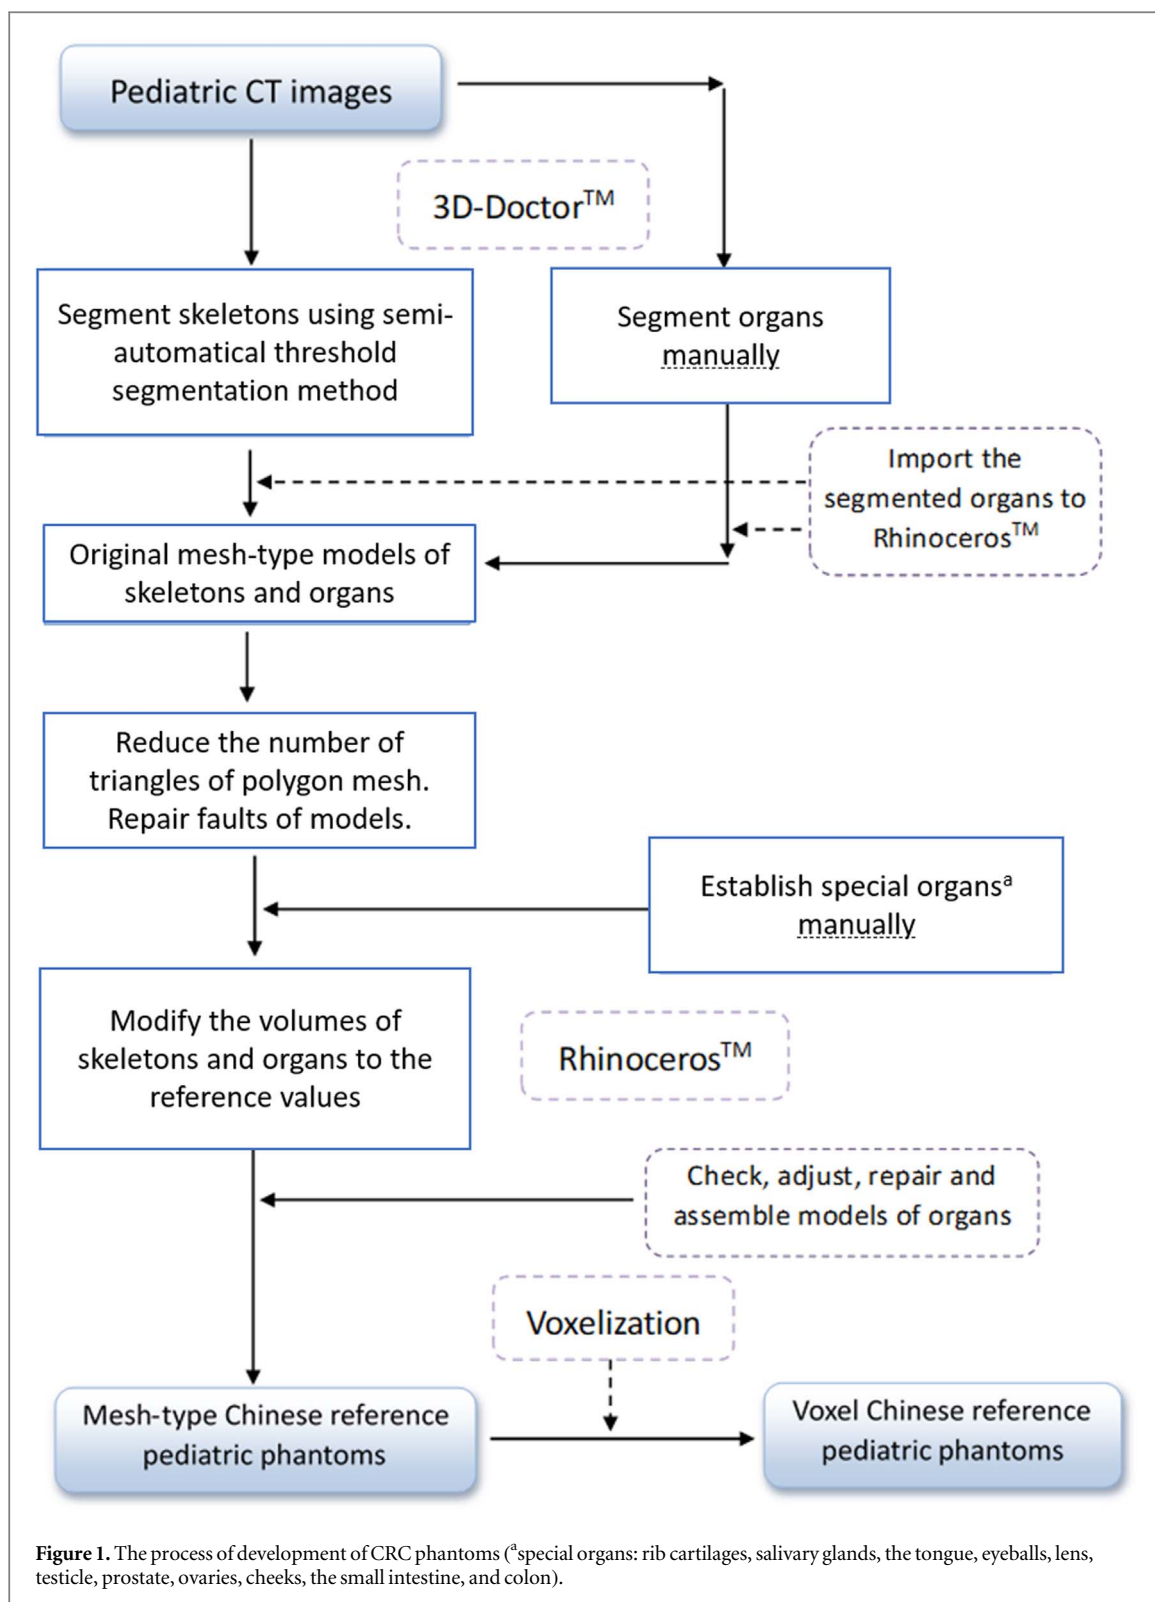 Pediatric CT images
3D-Doctor™
Segment skeletons using semi-
automatical threshold
segmentation method
Segment organs
manually
Import the
segmented organs to
Rhinoceros™
Original mesh-type models of
skeletons and organs
Reduce the number of
triangles of polygon mesh.
Repair faults of models.
Establish special organsᵃ
manually
Modify the volumes of
skeletons and organs to the
reference values
Rhinoceros™
Check, adjust, repair and
assemble models of organs
Voxelization
Mesh-type Chinese reference
pediatric phantoms
Voxel Chinese reference
pediatric phantoms
Figure 1. The process of development of CRC phantoms (ᵃspecial organs: rib cartilages, salivary glands, the tongue, eyeballs, lens,
testicle, prostate, ovaries, cheeks, the small intestine, and colon).